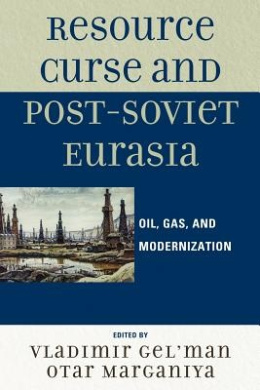 Resource
Curse and
Post-Soviet
Eurasia
Oil, Gas, and
Modernization
Edited by
Vladimir Gel'man
Otar Marganiya